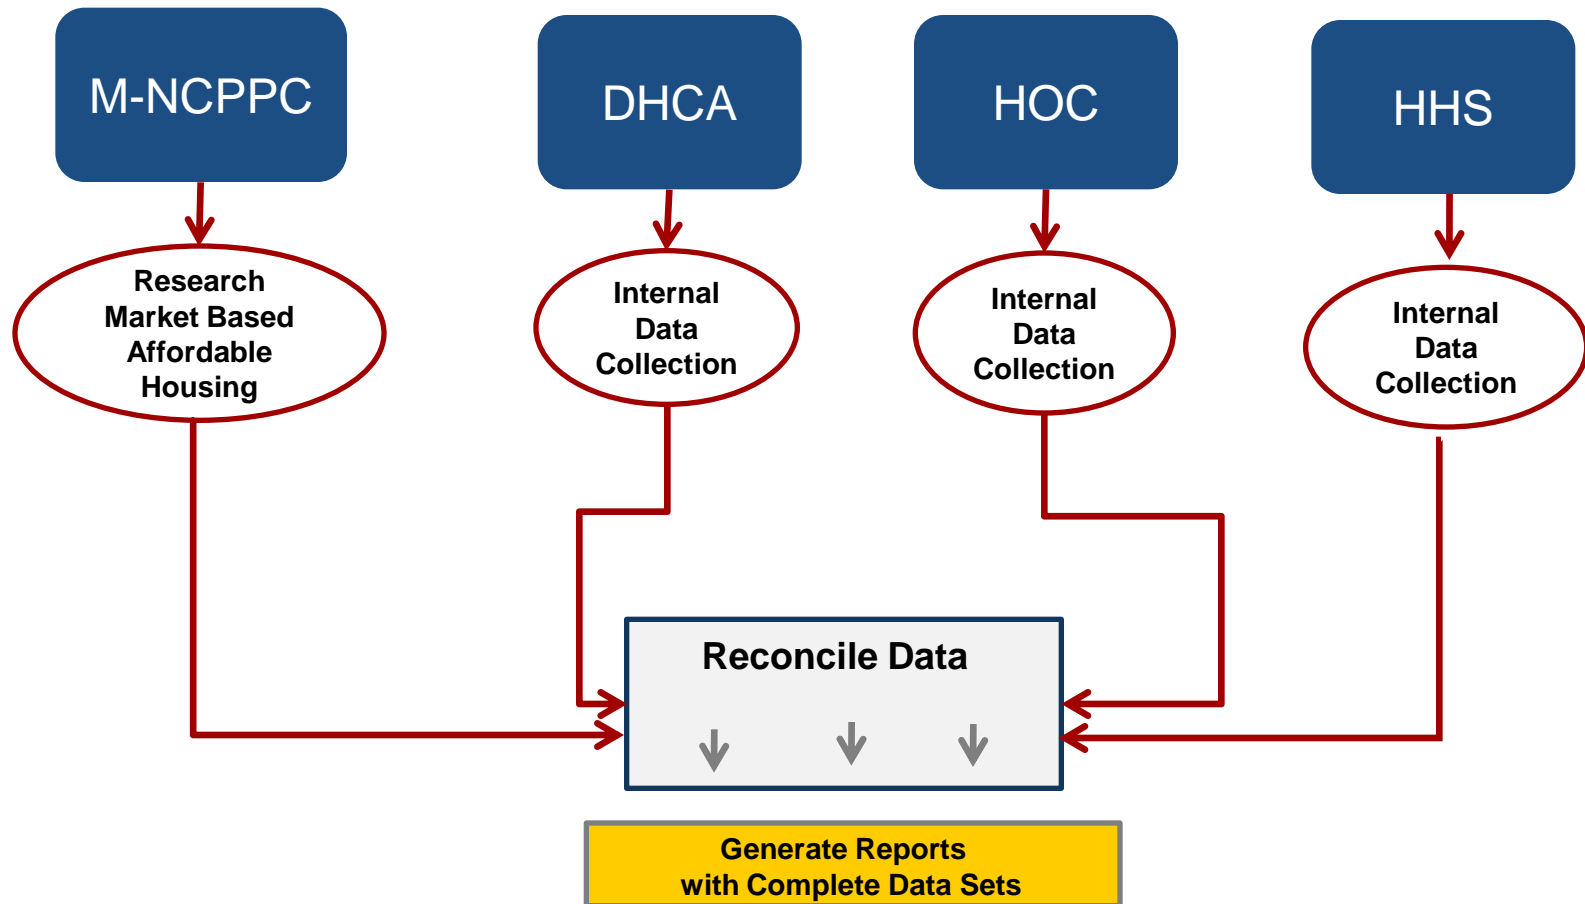 M-NCPPC
DHCA
HOC
HHS
Research
Market Based
Affordable
Housing
Internal
Data
Collection
Internal
Data
Collection
Internal
Data
Collection
Reconcile Data
Generate Reports
with Complete Data Sets